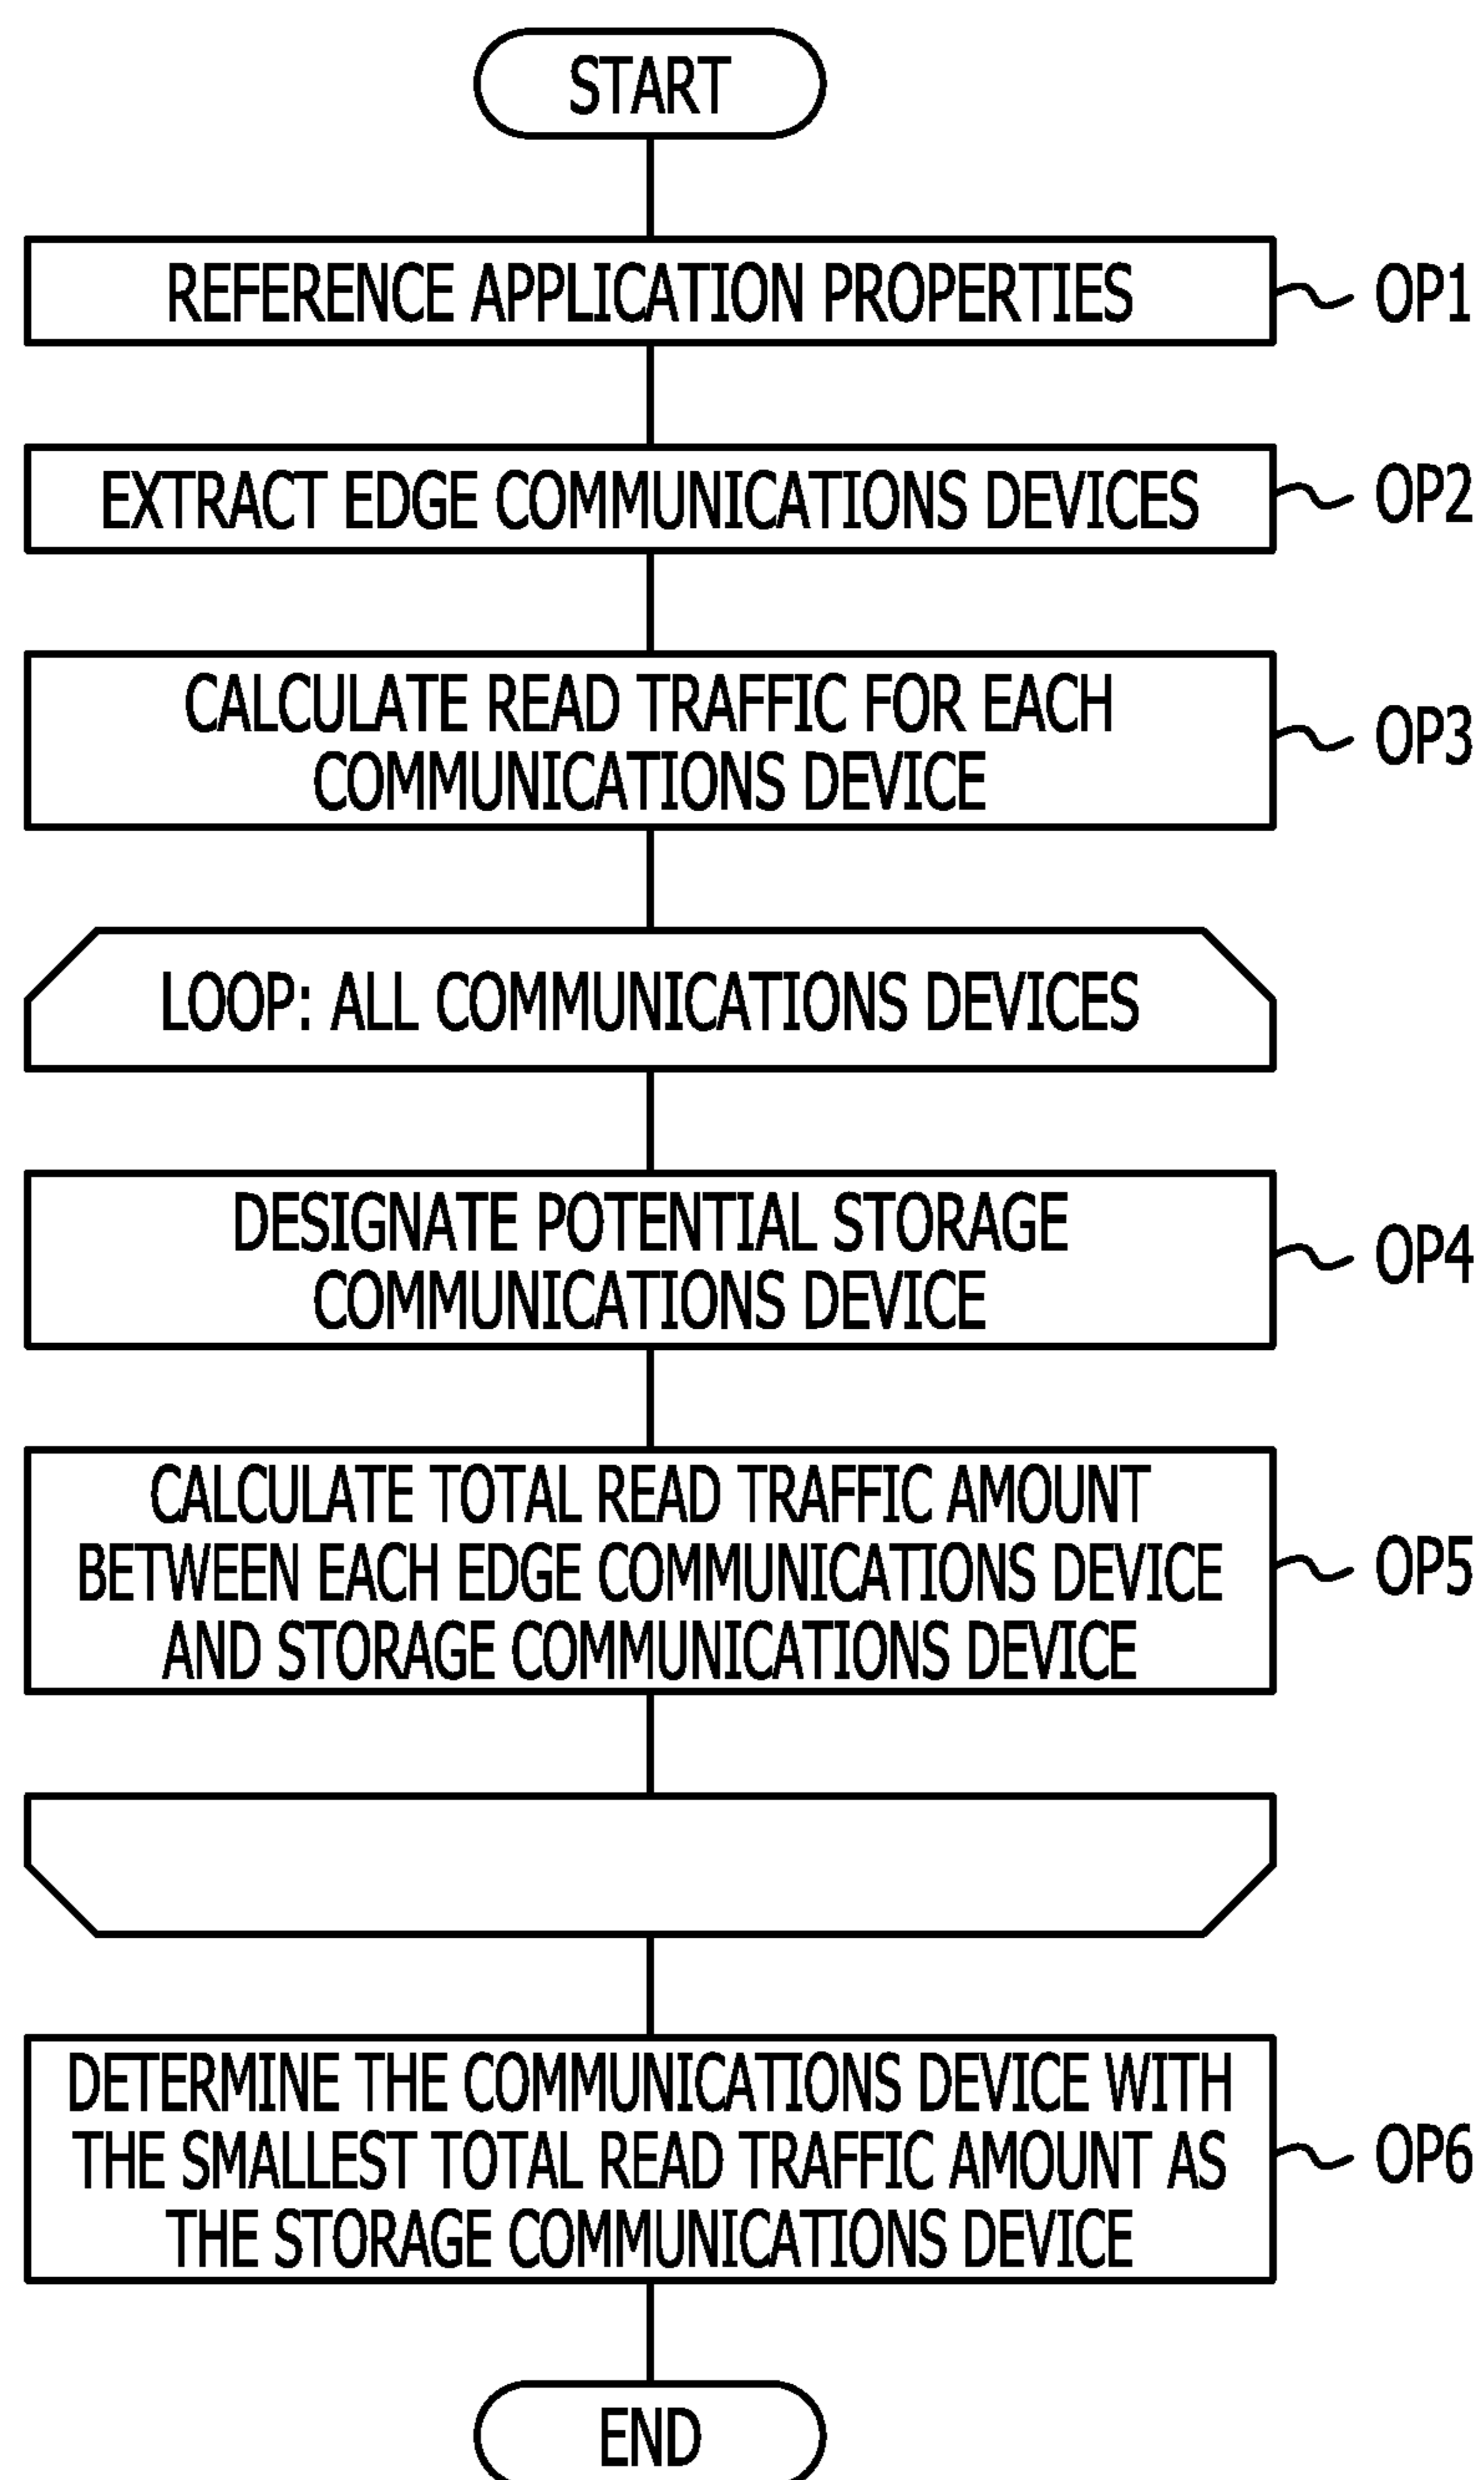 START
REFERENCE APPLICATION PROPERTIES
OP1
EXTRACT EDGE COMMUNICATIONS DEVICES
OP2
CALCULATE READ TRAFFIC FOR EACH
COMMUNICATIONS DEVICE
OP3
LOOP: ALL COMMUNICATIONS DEVICES
DESIGNATE POTENTIAL STORAGE
COMMUNICATIONS DEVICE
OP4
CALCULATE TOTAL READ TRAFFIC AMOUNT
BETWEEN EACH EDGE COMMUNICATIONS DEVICE
AND STORAGE COMMUNICATIONS DEVICE
OP5
DETERMINE THE COMMUNICATIONS DEVICE WITH
THE SMALLEST TOTAL READ TRAFFIC AMOUNT AS
THE STORAGE COMMUNICATIONS DEVICE
OP6
END